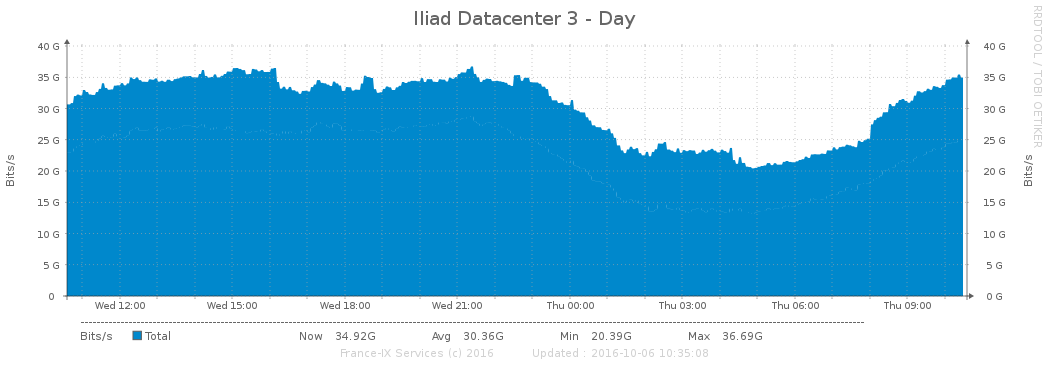 Iliad Datacenter 3 - Day
RRDTOOL / TOBI OETIKER
Bits/s
40 G 40 G
35 G 35 G
30 G 30 G
25 G 25 G
20 G 20 G
15 G 15 G
10 G 10 G
5 G 5 G
0 0 G
Bits/s
Wed 12:00 Wed 15:00 Wed 18:00 Wed 21:00 Thu 00:00 Thu 03:00 Thu 06:00 Thu 09:00
Bits/s Total Now 34.92G Avg 30.36G Min 20.39G Max 36.69G
France-IX Services (c) 2016 Updated : 2016-10-06 10:35:08